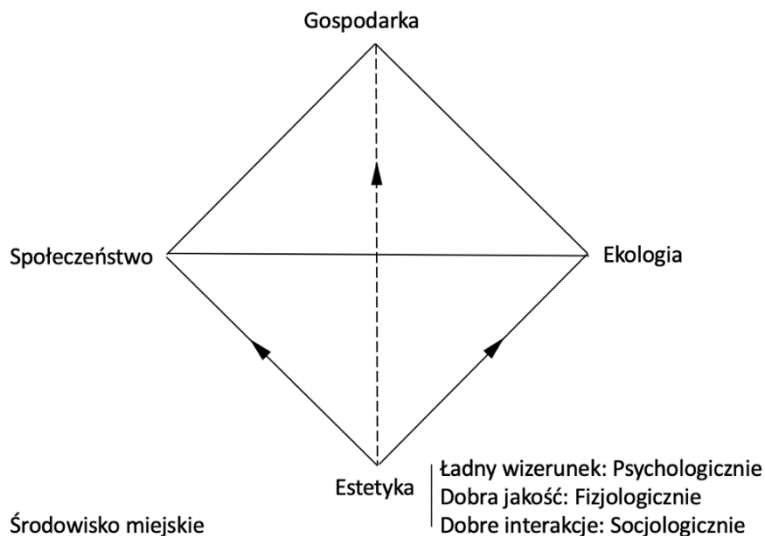 Gospodarka
Społeczeństwo
Ekologia
Estetyka
Ładny wizerunek: Psychologicznie
Dobra jakość: Fizjologicznie
Dobre interakcje: Socjologicznie
Środowisko miejskie